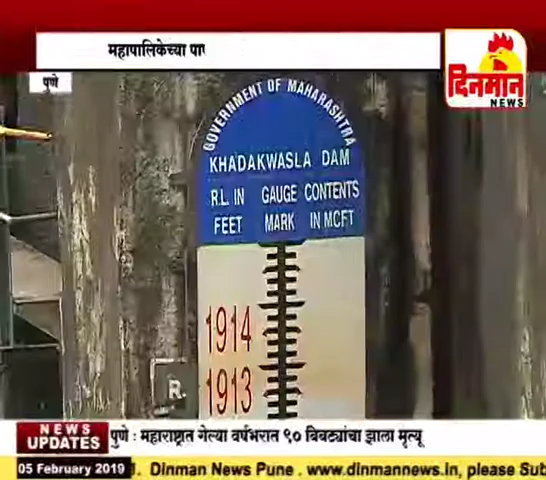 महापालिकेच्या पा
पुणे
दिनमान
NEWS
GOVERNMENT OF MAHARASHTRA
KHADAKWASLA DAM
R.L. IN GAUGE CONTENTS
FEET MARK IN MCFT
1914
1913
R.
NEWS
UPDATES
पुणे : महाराष्ट्रात गेल्या वर्षभरात ९० बिबट्यांचा झाला मृत्यू
05 February 2019
. Dinman News Pune . www.dinmannews.in, please Sub